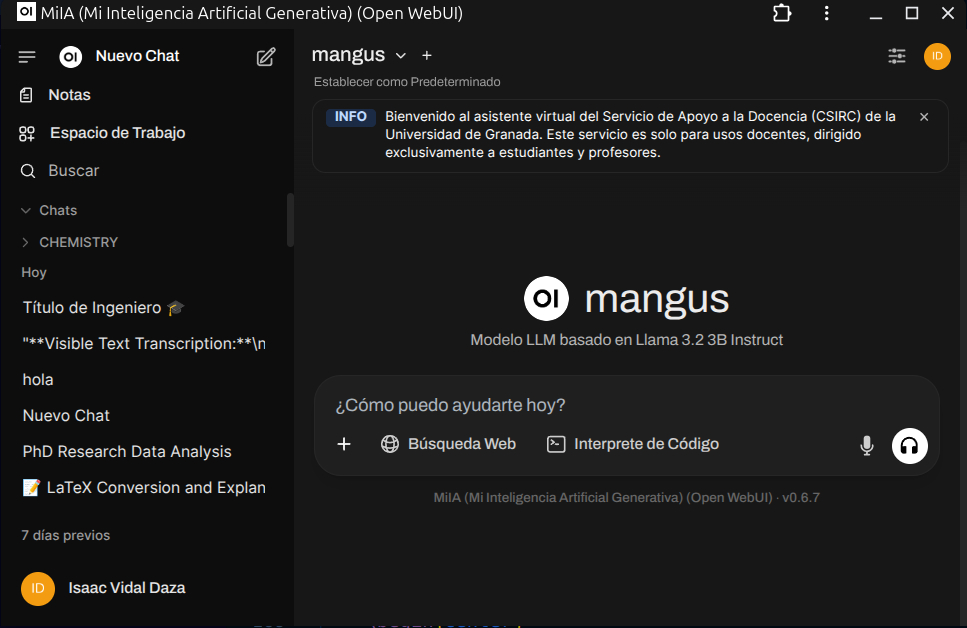 OI MiIA (Mi Inteligencia Artificial Generativa) (Open WebUI)
OI Nuevo Chat
Notas
Espacio de Trabajo
Buscar
Chats
CHEMISTRY
Hoy
Título de Ingeniero 🎓
"**Visible Text Transcription:**\n
hola
Nuevo Chat
PhD Research Data Analysis
📝 LaTeX Conversion and Explan
7 días previos
ID Isaac Vidal Daza
mangus
ID
Establecer como Predeterminado
INFO Bienvenido al asistente virtual del Servicio de Apoyo a la Docencia (CSIRC) de la
Universidad de Granada. Este servicio es solo para usos docentes, dirigido
exclusivamente a estudiantes y profesores.
OI mangus
Modelo LLM basado en Llama 3.2 3B Instruct
¿Cómo puedo ayudarte hoy?
Búsqueda Web Interprete de Código
MiIA (Mi Inteligencia Artificial Generativa) (Open WebUI) · v0.6.7